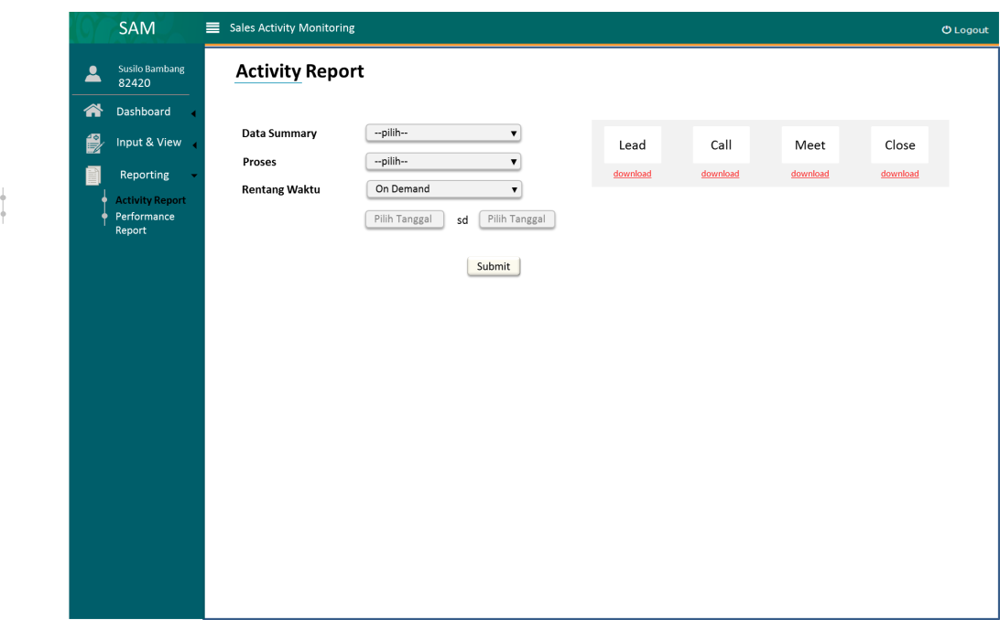 SAM
Sales Activity Monitoring
Logout
Susilo Bambang
82420
Dashboard
Input & View
Reporting
Activity Report
Performance
Report
Activity Report
Data Summary
--pilih--
Proses
--pilih--
Rentang Waktu
On Demand
Pilih Tanggal sd Pilih Tanggal
Submit
Lead Call Meet Close
download download download download